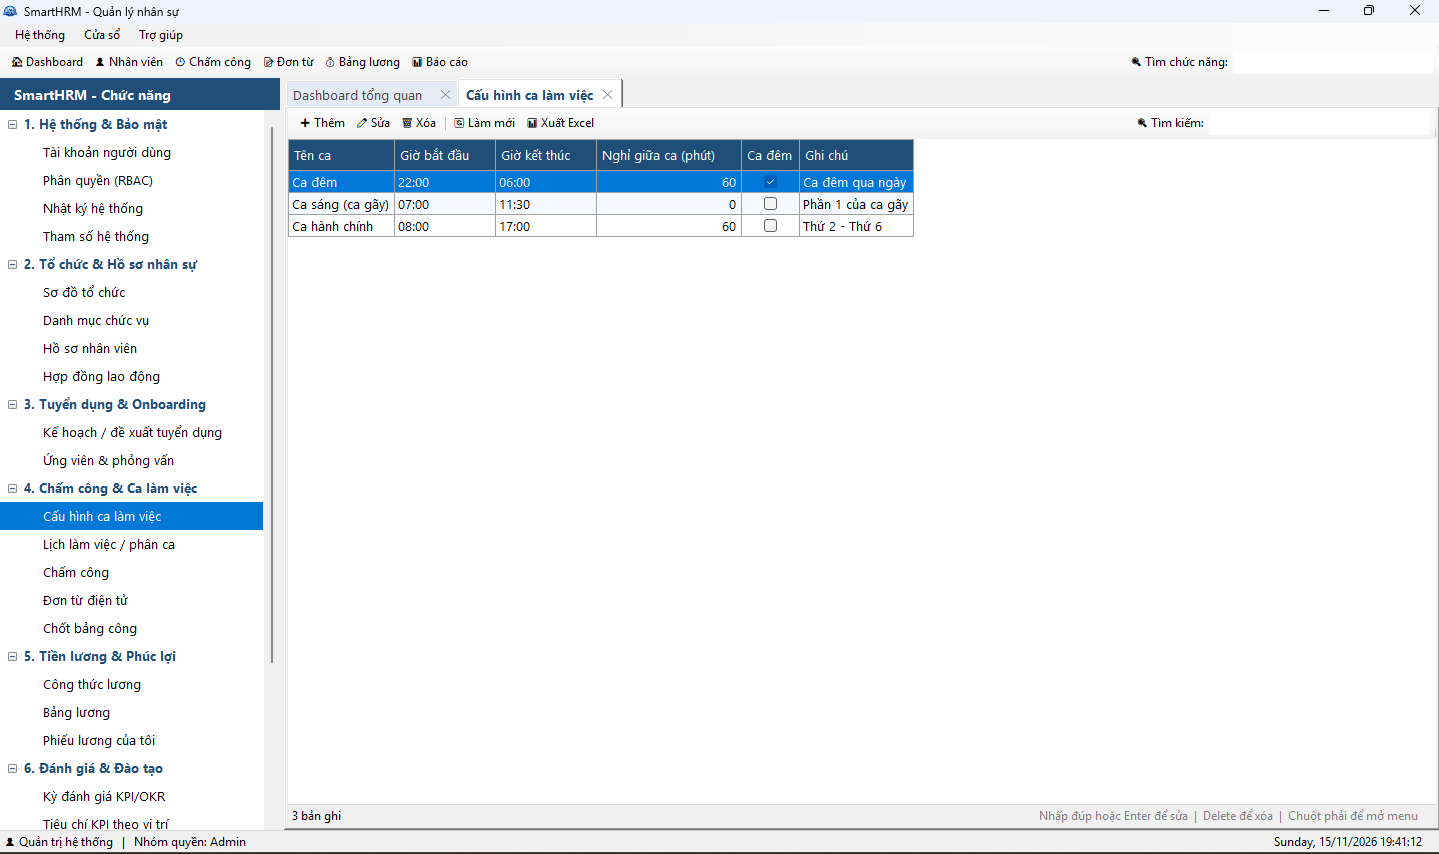 SmartHRM - Quản lý nhân sự
Hệ thống Cửa sổ Trợ giúp
Dashboard Nhân viên Chấm công Đơn từ Bảng lương Báo cáo Tìm chức năng:
SmartHRM - Chức năng
1. Hệ thống & Bảo mật
Tài khoản người dùng
Phân quyền (RBAC)
Nhật ký hệ thống
Tham số hệ thống
2. Tổ chức & Hồ sơ nhân sự
Sơ đồ tổ chức
Danh mục chức vụ
Hồ sơ nhân viên
Hợp đồng lao động
3. Tuyển dụng & Onboarding
Kế hoạch / đề xuất tuyển dụng
Ứng viên & phỏng vấn
4. Chấm công & Ca làm việc
Cấu hình ca làm việc
Lịch làm việc / phân ca
Chấm công
Đơn từ điện tử
Chốt bảng công
5. Tiền lương & Phúc lợi
Công thức lương
Bảng lương
Phiếu lương của tôi
6. Đánh giá & Đào tạo
Kỳ đánh giá KPI/OKR
Tiêu chí KPI theo vị trí
Dashboard tổng quan Cấu hình ca làm việc
Thêm Sửa Xóa | Làm mới Xuất Excel Tìm kiếm:
Tên ca Giờ bắt đầu Giờ kết thúc Nghỉ giữa ca (phút) Ca đêm Ghi chú
Ca đêm 22:00 06:00 60 Ca đêm qua ngày
Ca sáng (ca gãy) 07:00 11:30 0 Phần 1 của ca gãy
Ca hành chính 08:00 17:00 60 Thứ 2 - Thứ 6
3 bản ghi Nhấp đúp hoặc Enter để sửa | Delete để xóa | Chuột phải để mở menu
Quản trị hệ thống | Nhóm quyền: Admin Sunday, 15/11/2026 19:41:12